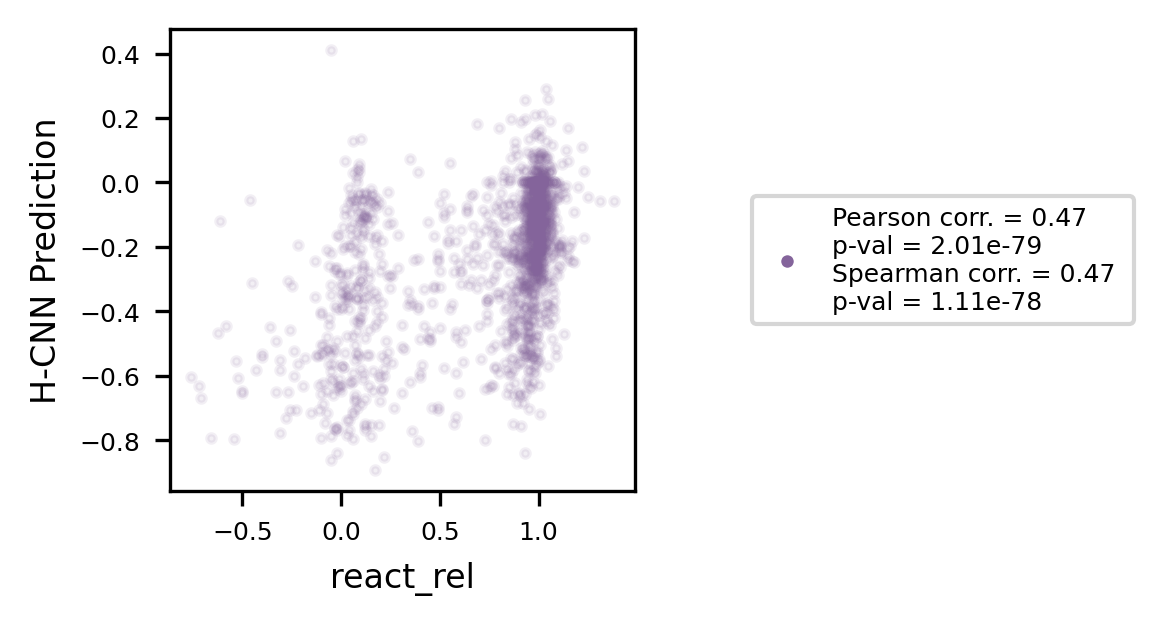 0.4
0.2
0.0
−0.2
−0.4
−0.6
−0.8
H-CNN Prediction
−0.5
0.0
0.5
1.0
react_rel
Pearson corr. = 0.47
p-val = 2.01e-79
Spearman corr. = 0.47
p-val = 1.11e-78